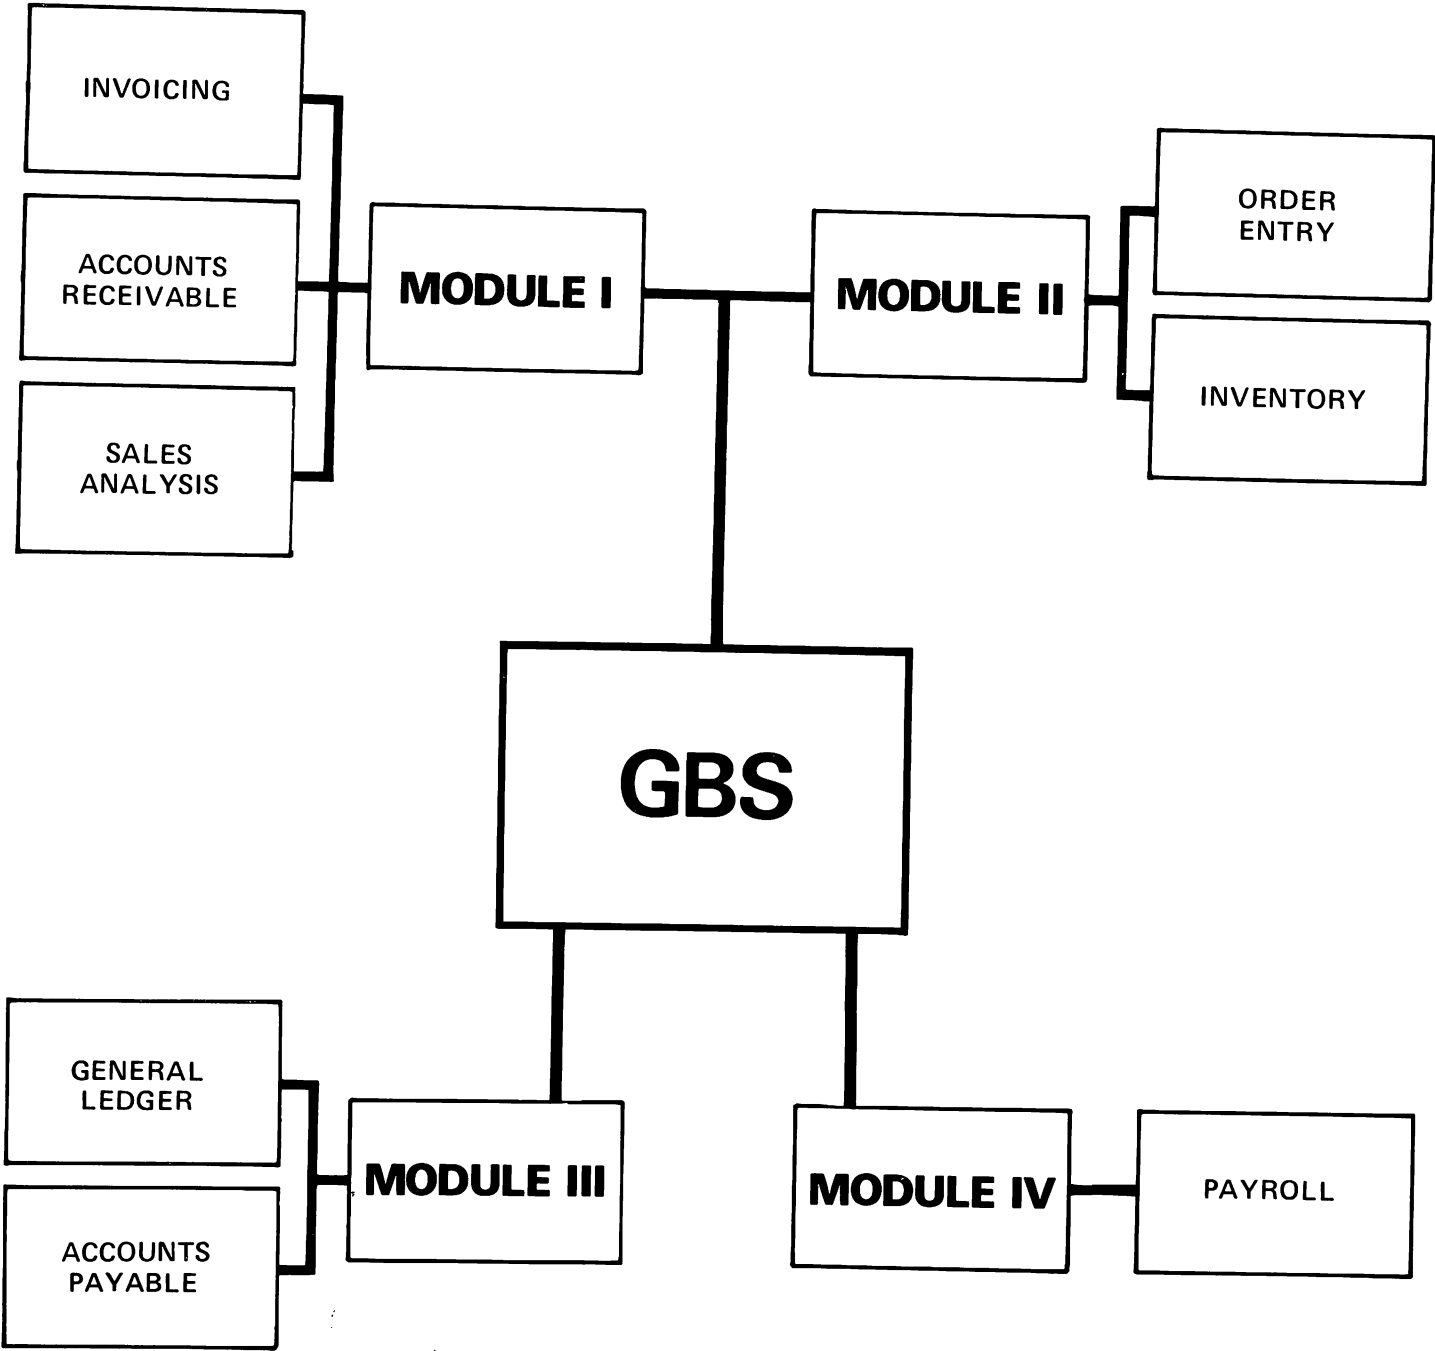 INVOICING
ACCOUNTS
RECEIVABLE
SALES
ANALYSIS
MODULE I
MODULE II
ORDER
ENTRY
INVENTORY
GBS
GENERAL
LEDGER
ACCOUNTS
PAYABLE
MODULE III
MODULE IV
PAYROLL